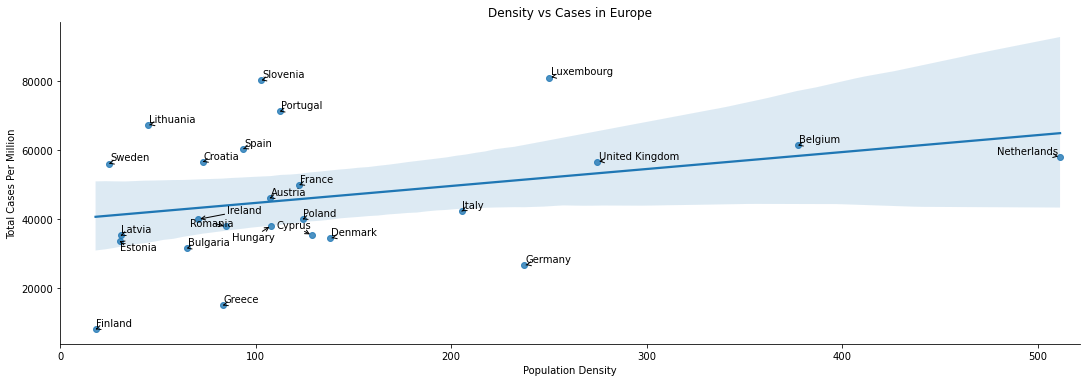 Density vs Cases in Europe
Total Cases Per Million
80000
60000
40000
20000
Slovenia
Luxembourg
Portugal
Lithuania
Spain
Belgium
Sweden
Croatia
United Kingdom
Netherlands
France
Austria
Ireland
Poland
Italy
Romania
Cyprus
Latvia
Hungary
Denmark
Estonia
Bulgaria
Germany
Greece
Finland
0
100
200
300
400
500
Population Density